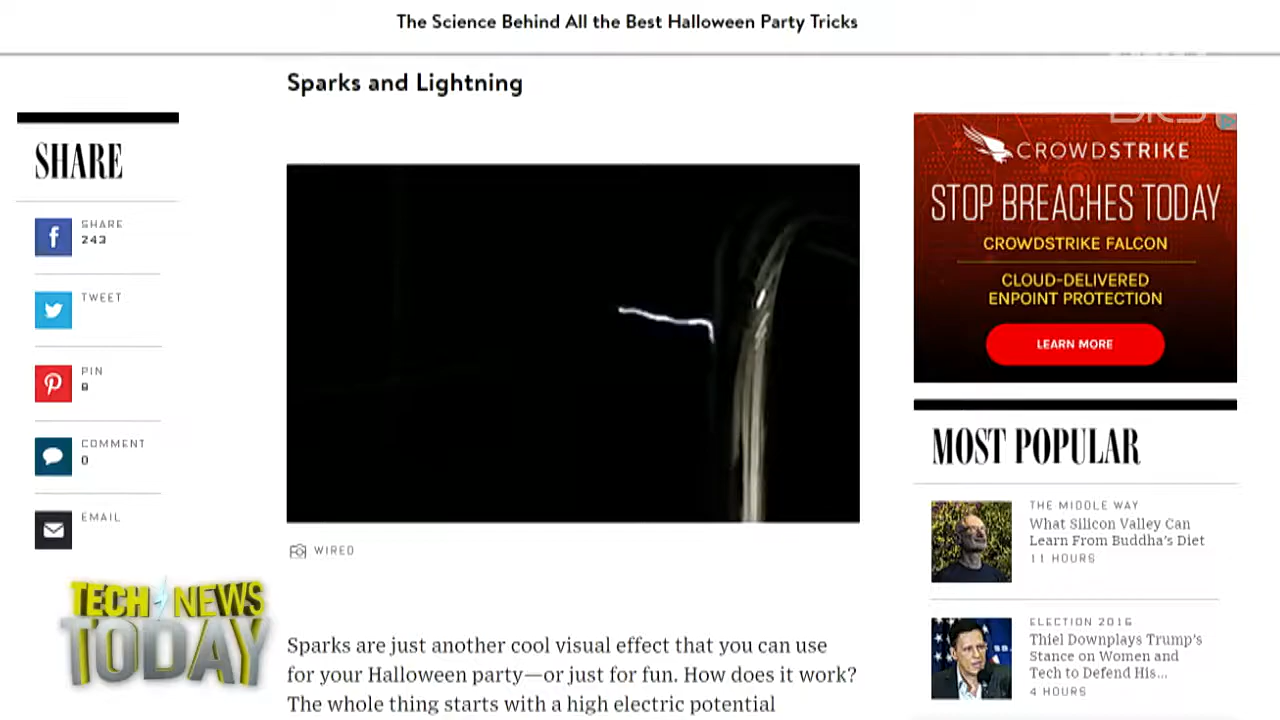 The Science Behind All the Best Halloween Party Tricks
Sparks and Lightning
SHARE
SHARE
243
TWEET
PIN
8
COMMENT
0
EMAIL
WIRED
Sparks are just another cool visual effect that you can use
for your Halloween party—or just for fun. How does it work?
The whole thing starts with a high electric potential
TECH NEWS
TODAY
CROWDSTRIKE
STOP BREACHES TODAY
CROWDSTRIKE FALCON
CLOUD-DELIVERED
ENPOINT PROTECTION
LEARN MORE
MOST POPULAR
THE MIDDLE WAY
What Silicon Valley Can
Learn From Buddha's Diet
11 HOURS
ELECTION 2016
Thiel Downplays Trump's
Stance on Women and
Tech to Defend His...
4 HOURS